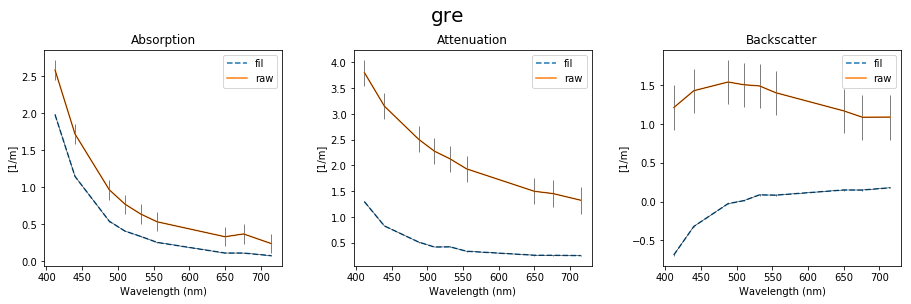 gre
Absorption
fil
raw
2.5
2.0
1.5
1.0
0.5
0.0
[1/m]
400 450 500 550 600 650 700
Wavelength (nm)
Attenuation
fil
raw
4.0
3.5
3.0
2.5
2.0
1.5
1.0
0.5
[1/m]
400 450 500 550 600 650 700
Wavelength (nm)
Backscatter
fil
raw
1.5
1.0
0.5
0.0
−0.5
[1/m]
400 450 500 550 600 650 700
Wavelength (nm)